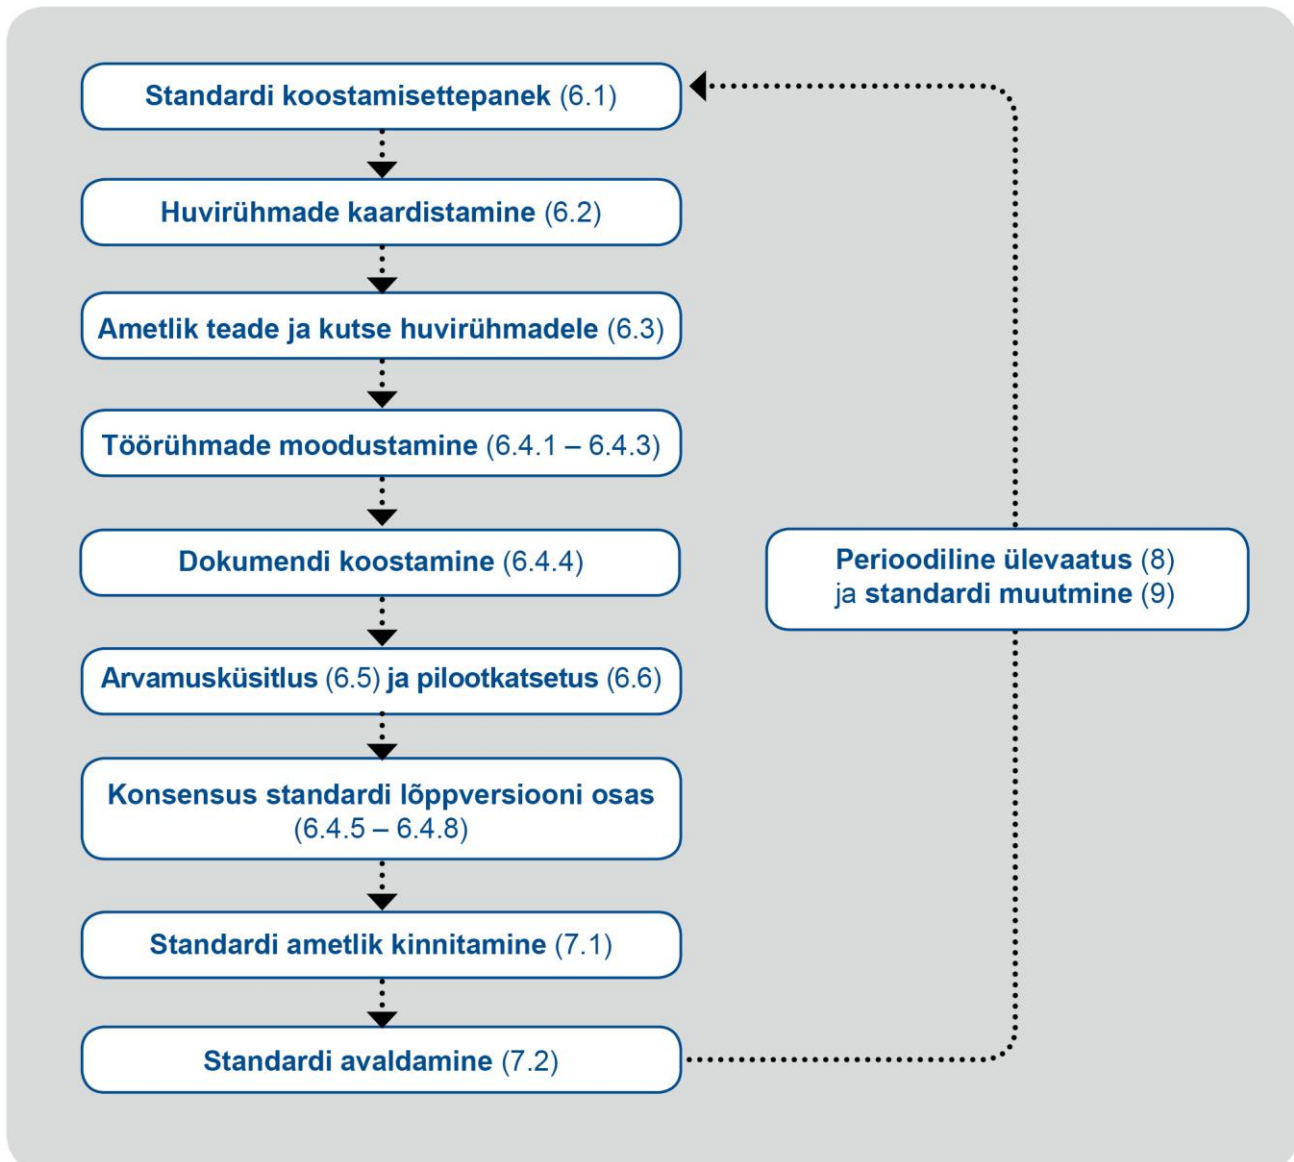 Standardi koostamisettepanek (6.1)
Huvirühmade kaardistamine (6.2)
Ametlik teade ja kutse huvirühmadele (6.3)
Töörühmade moodustamine (6.4.1 – 6.4.3)
Dokumendi koostamine (6.4.4)
Arvamusküsitlus (6.5) ja pilootkatsetus (6.6)
Konsensus standardi lõppversiooni osas
(6.4.5 – 6.4.8)
Standardi ametlik kinnitamine (7.1)
Standardi avaldamine (7.2)
Perioodiline ülevaatus (8)
ja standardi muutmine (9)